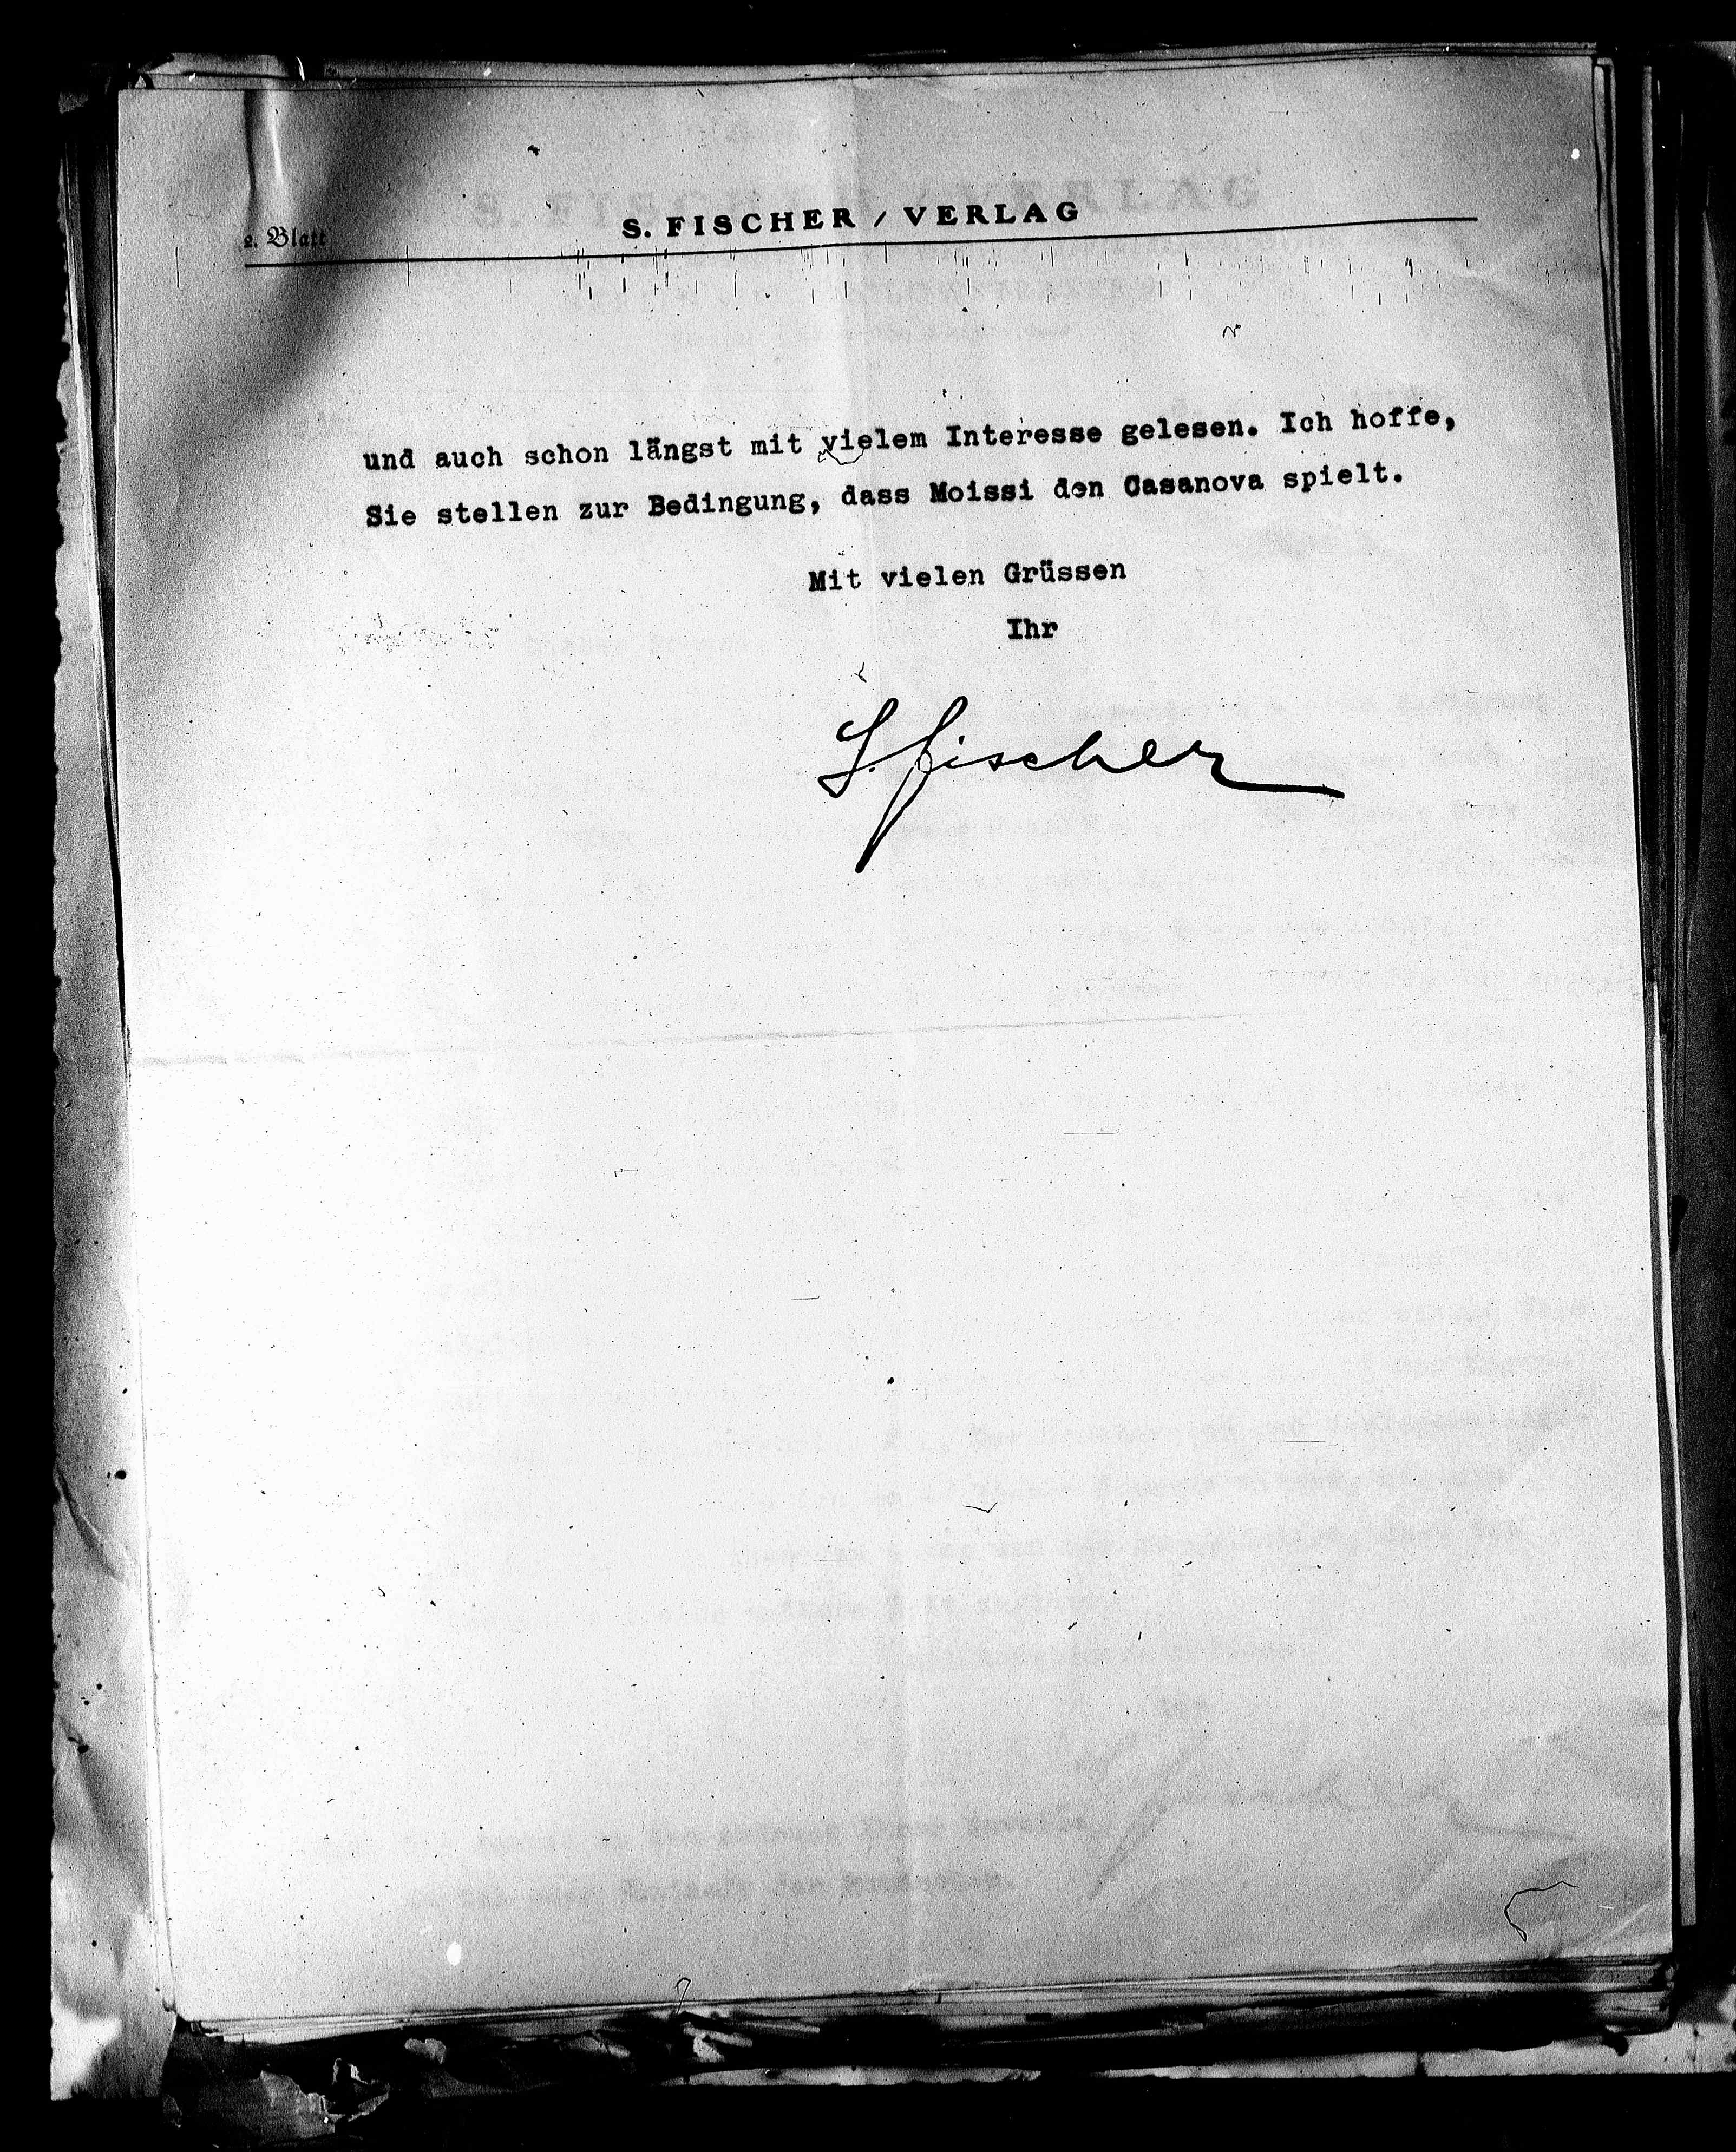 2. Blatt
S. FISCHER / VERLAG
und auch schon längst mit vielem Interesse gelesen. Ich hoffe,
Sie stellen zur Bedingung, dass Moissi den Casanova spielt.
Mit vielen Grüssen
Ihr
S. Fischer